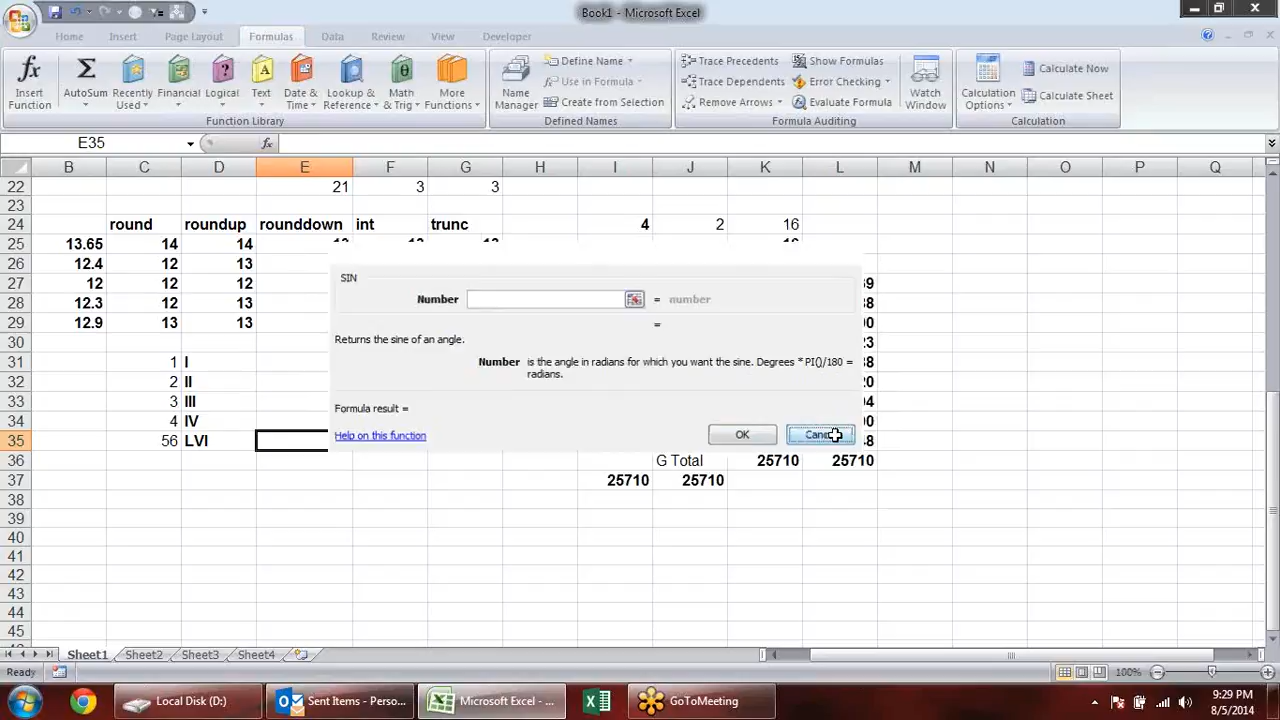 Book1 - Microsoft Excel
Home Insert Page Layout Formulas Data Review View Developer
Insert Function
AutoSum
Recently Used
Financial
Logical
Text
Date & Time
Lookup & Reference
Math & Trig
More Functions
Function Library
Name Manager
Define Name
Use in Formula
Create from Selection
Defined Names
Trace Precedents
Trace Dependents
Remove Arrows
Show Formulas
Error Checking
Evaluate Formula
Formula Auditing
Watch Window
Calculation Options
Calculate Now
Calculate Sheet
Calculation
E35 fx
B C D E F G H I J K L M N O P Q
22 21 3 3
23
24 round roundup rounddown int trunc 4 2 16
25 13.65 14 14
26 12.4 12 13
27 12 12 12
28 12.3 12 13
29 12.9 13 13
30
31 1 I
32 2 II
33 3 III
34 4 IV
35 56 LVI
36 G Total 25710 25710
37 25710 25710
38
39
40
41
42
43
44
45
SIN
Number = number
=
Returns the sine of an angle.
Number is the angle in radians for which you want the sine. Degrees * PI()/180 =
radians.
Formula result =
Help on this function OK
Sheet1 Sheet2 Sheet3 Sheet4
Ready 100%
Local Disk (D:) Sent Items - Perso... Microsoft Excel - ... GoToMeeting
9:29 PM
8/5/2014